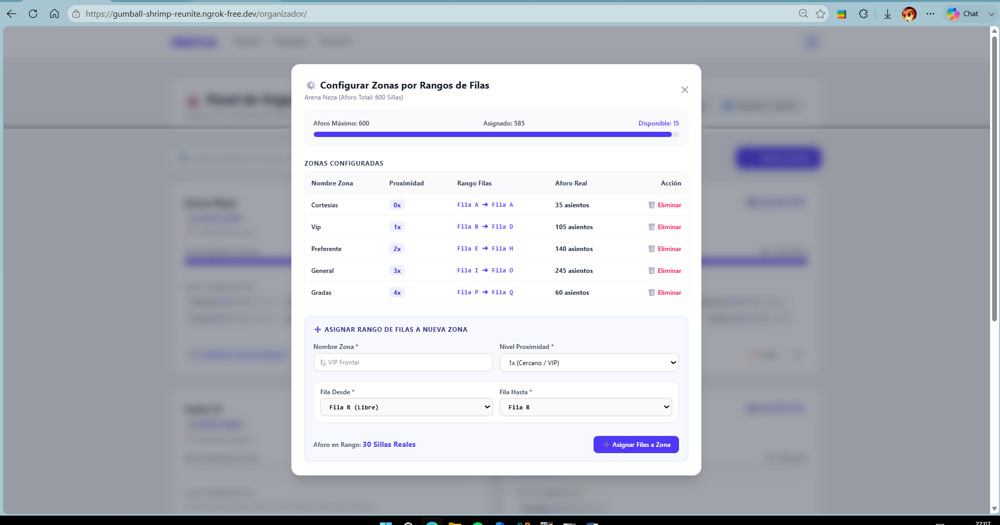 https://gumball-shrimp-reunite.ngrok-free.dev/organizador/
Chat
Configurar Zonas por Rangos de Filas
Arena Neza (Aforo Total: 600 Sillas)
Aforo Máximo: 600 Asignado: 585 Disponible: 15
ZONAS CONFIGURADAS
Nombre Zona Proximidad Rango Filas Aforo Real Acción
Cortesias 0x Fila A ➔ Fila A 35 asientos Eliminar
Vip 1x Fila B ➔ Fila D 105 asientos Eliminar
Preferente 2x Fila E ➔ Fila H 140 asientos Eliminar
General 3x Fila I ➔ Fila O 245 asientos Eliminar
Gradas 4x Fila P ➔ Fila Q 60 asientos Eliminar
➕ ASIGNAR RANGO DE FILAS A NUEVA ZONA
Nombre Zona * Nivel Proximidad *
Ej. VIP Frontal 1x (Cercano / VIP)
Fila Desde * Fila Hasta *
Fila R (Libre) Fila R
Aforo en Rango: 30 Sillas Reales ➕ Asignar Filas a Zona
22:07